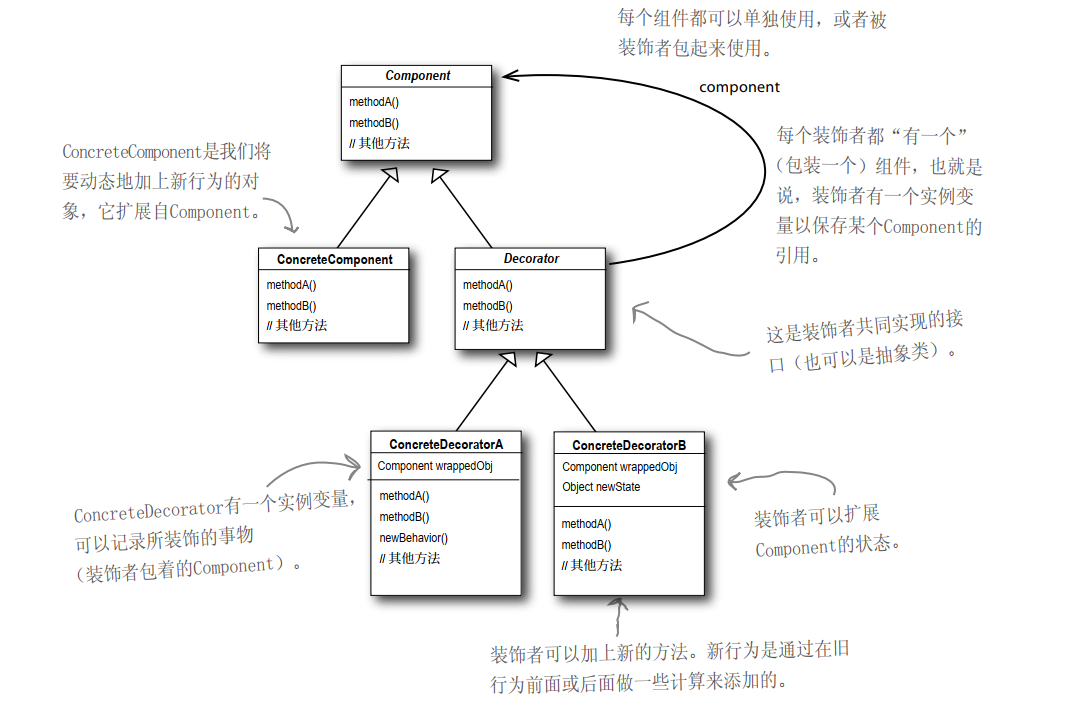 每个组件都可以单独使用，或者被
装饰者包起来使用。
Component
methodA()
methodB()
// 其他方法
component
ConcreteComponent是我们将
要动态地加上新行为的对
象，它扩展自Component。
每个装饰者都“有一个”
（包装一个）组件，也就是
说，装饰者有一个实例变
量以保存某个Component的
引用。
ConcreteComponent
methodA()
methodB()
// 其他方法
Decorator
methodA()
methodB()
// 其他方法
这是装饰者共同实现的接
口（也可以是抽象类）。
ConcreteDecoratorA
Component wrappedObj
methodA()
methodB()
newBehavior()
// 其他方法
ConcreteDecoratorB
Component wrappedObj
Object newState
methodA()
methodB()
// 其他方法
ConcreteDecorator有一个实例变量，
可以记录所装饰的事物
（装饰者包着的Component）。
装饰者可以扩展
Component的状态。
装饰者可以加上新的方法。新行为是通过在旧
行为前面或后面做一些计算来添加的。